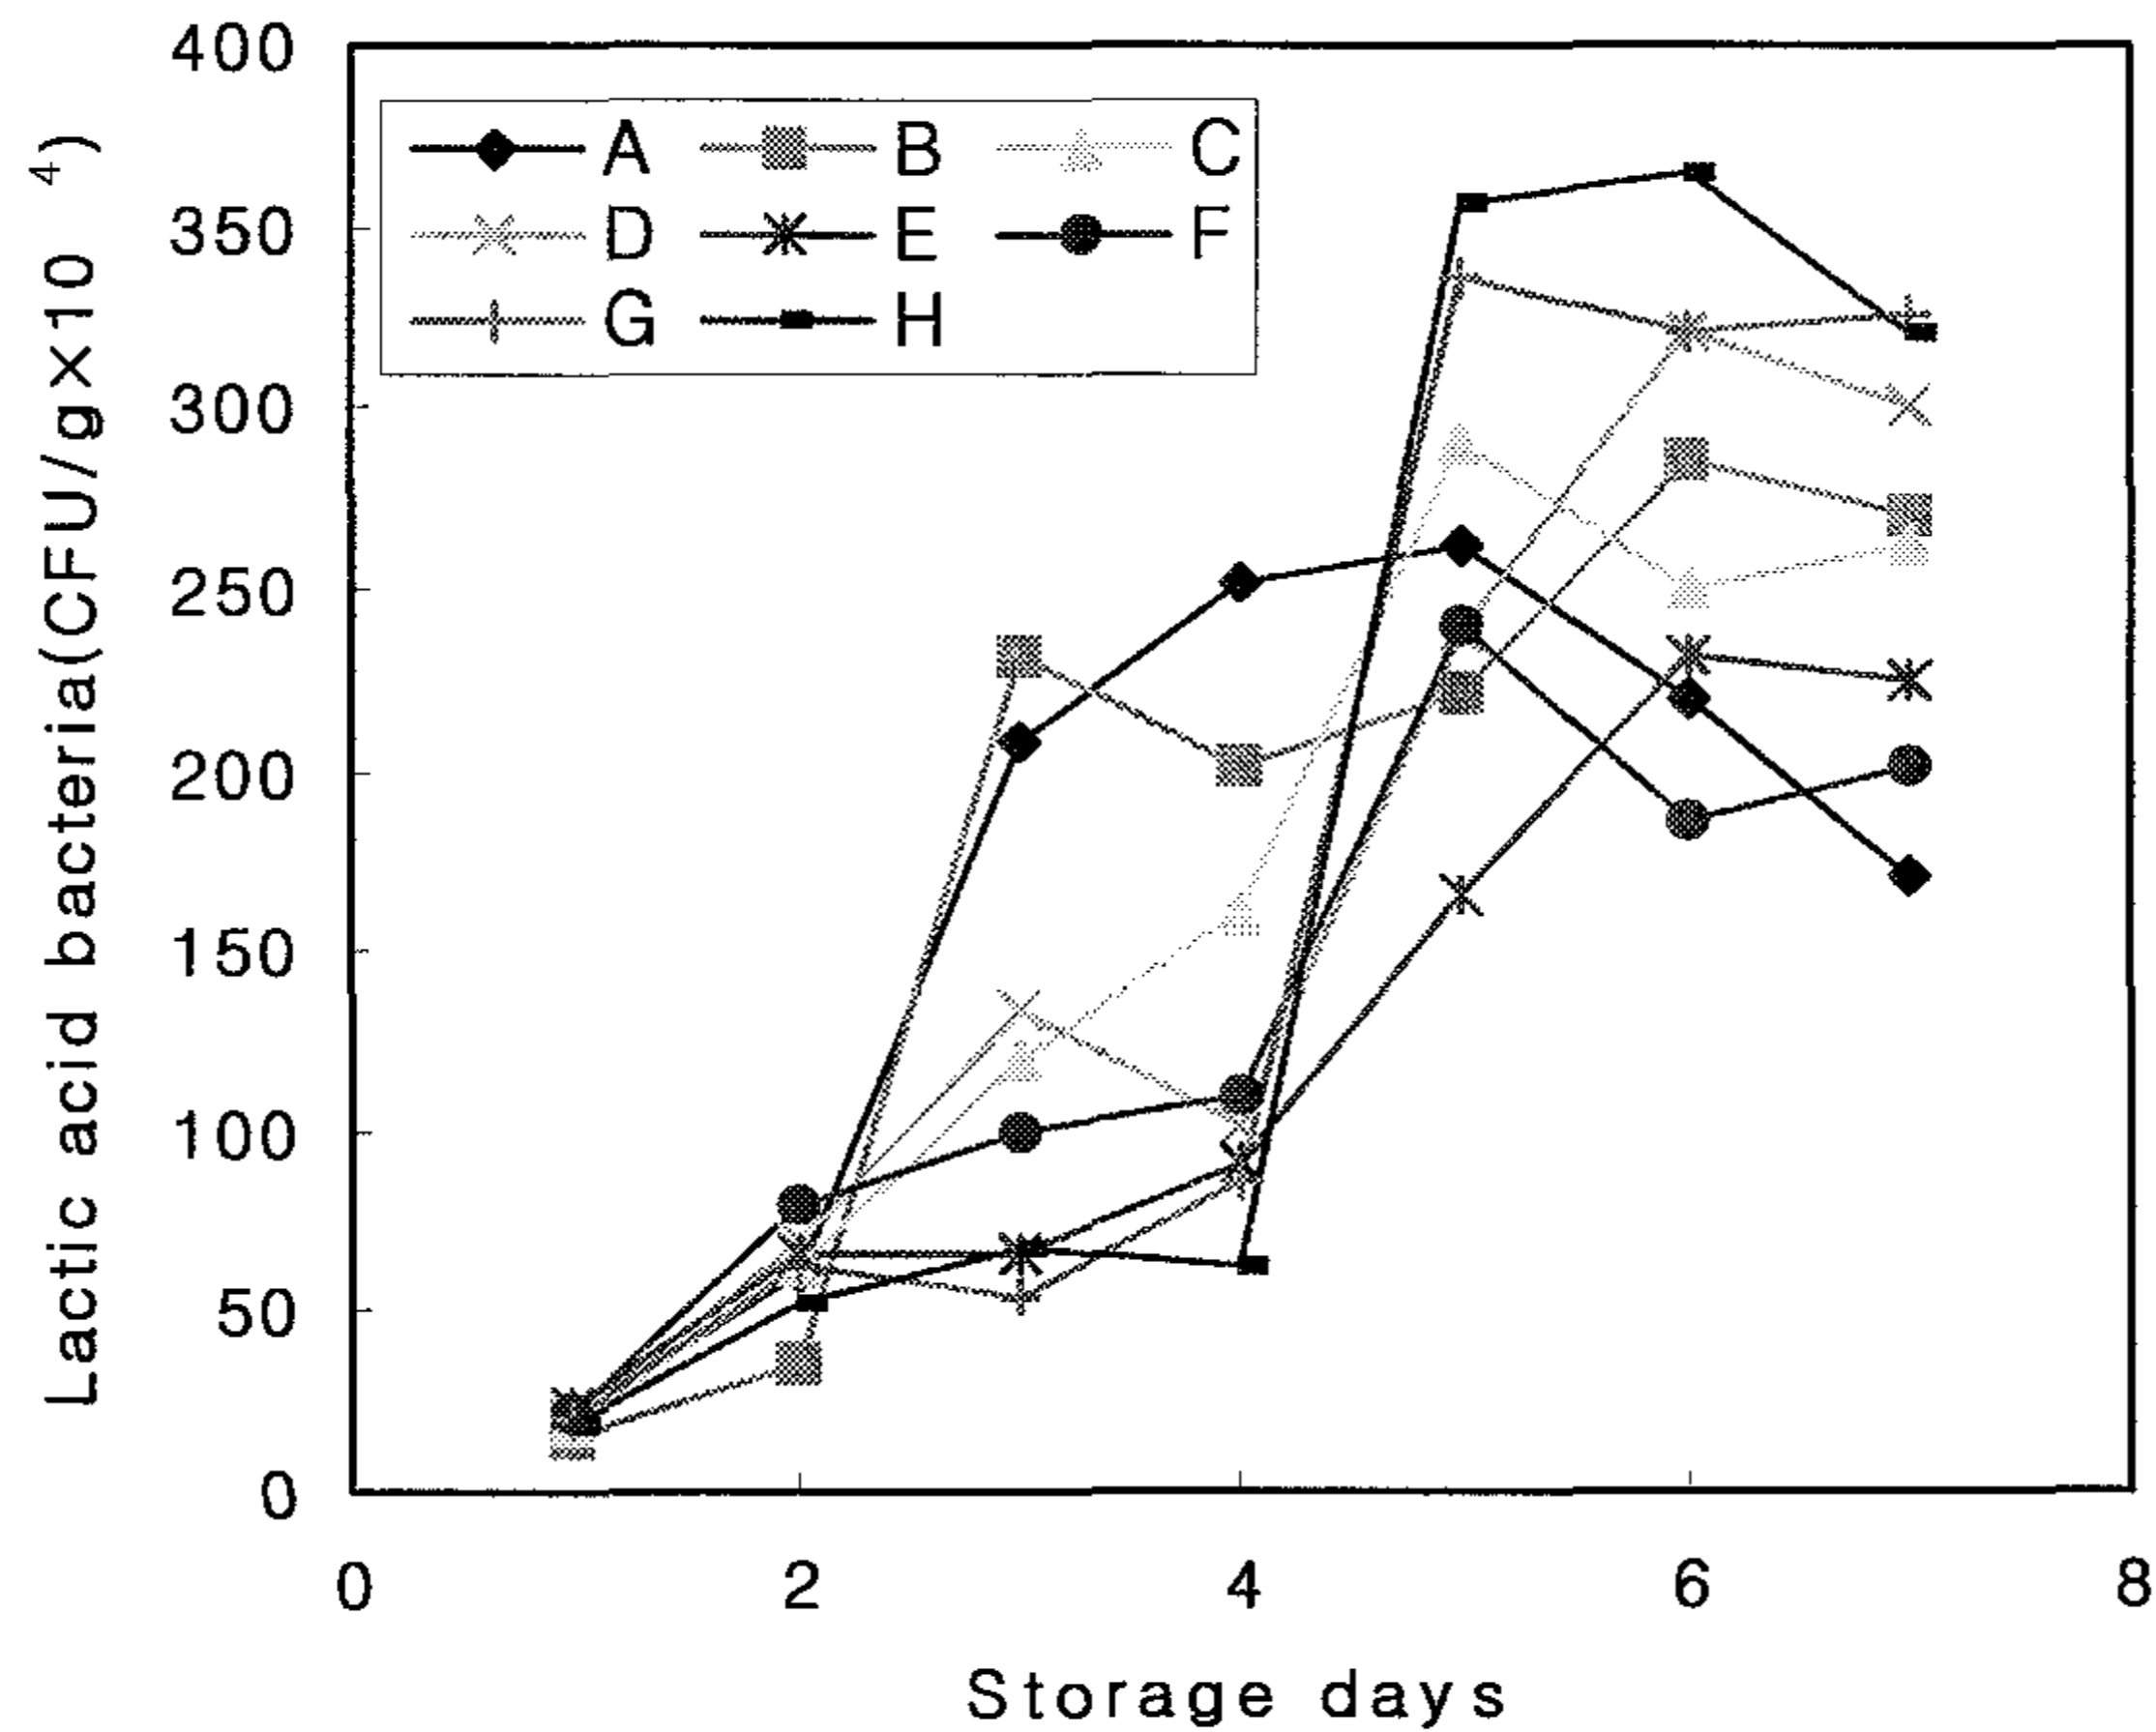 Lactic acid bacteria(CFU/g×10 ⁴)
400
350
300
250
200
150
100
50
0
A B C
D E F
G H
0 2 4 6 8
Storage days